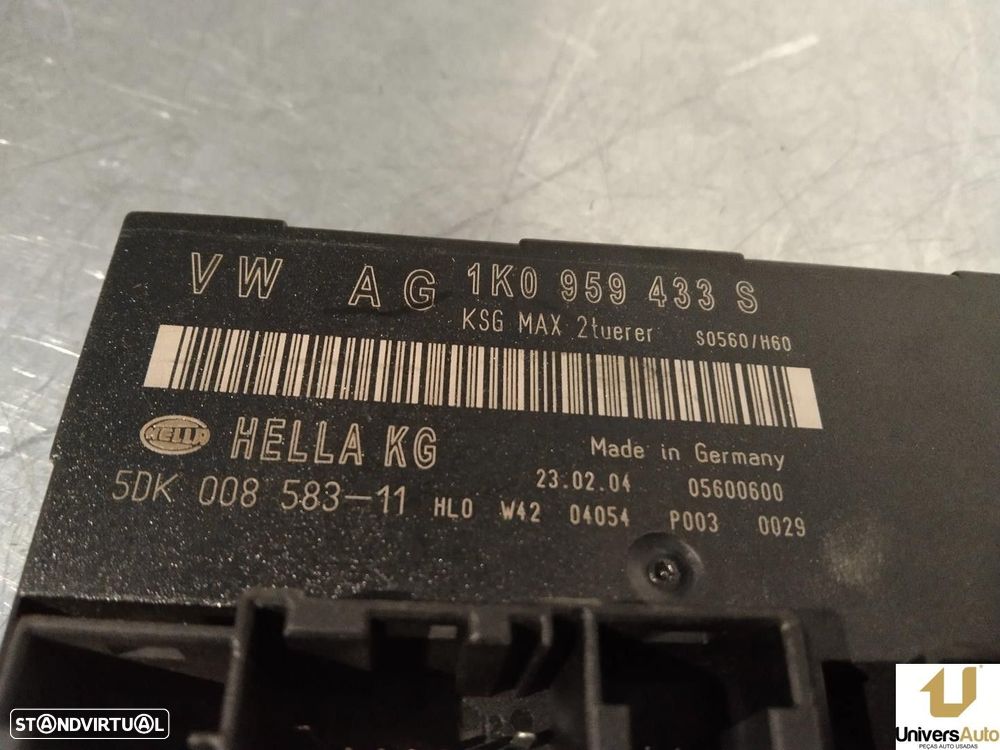 VW AG 1K0 959 433 S
KSG MAX 2tuerer S0560/H60
HELLA HELLA KG Made in Germany
5DK 008 583-11 23.02.04 05600600
HL0 W42 04054 P003 0029
STANDVIRTUAL
UniversAuto
PEÇAS AUTO USADAS